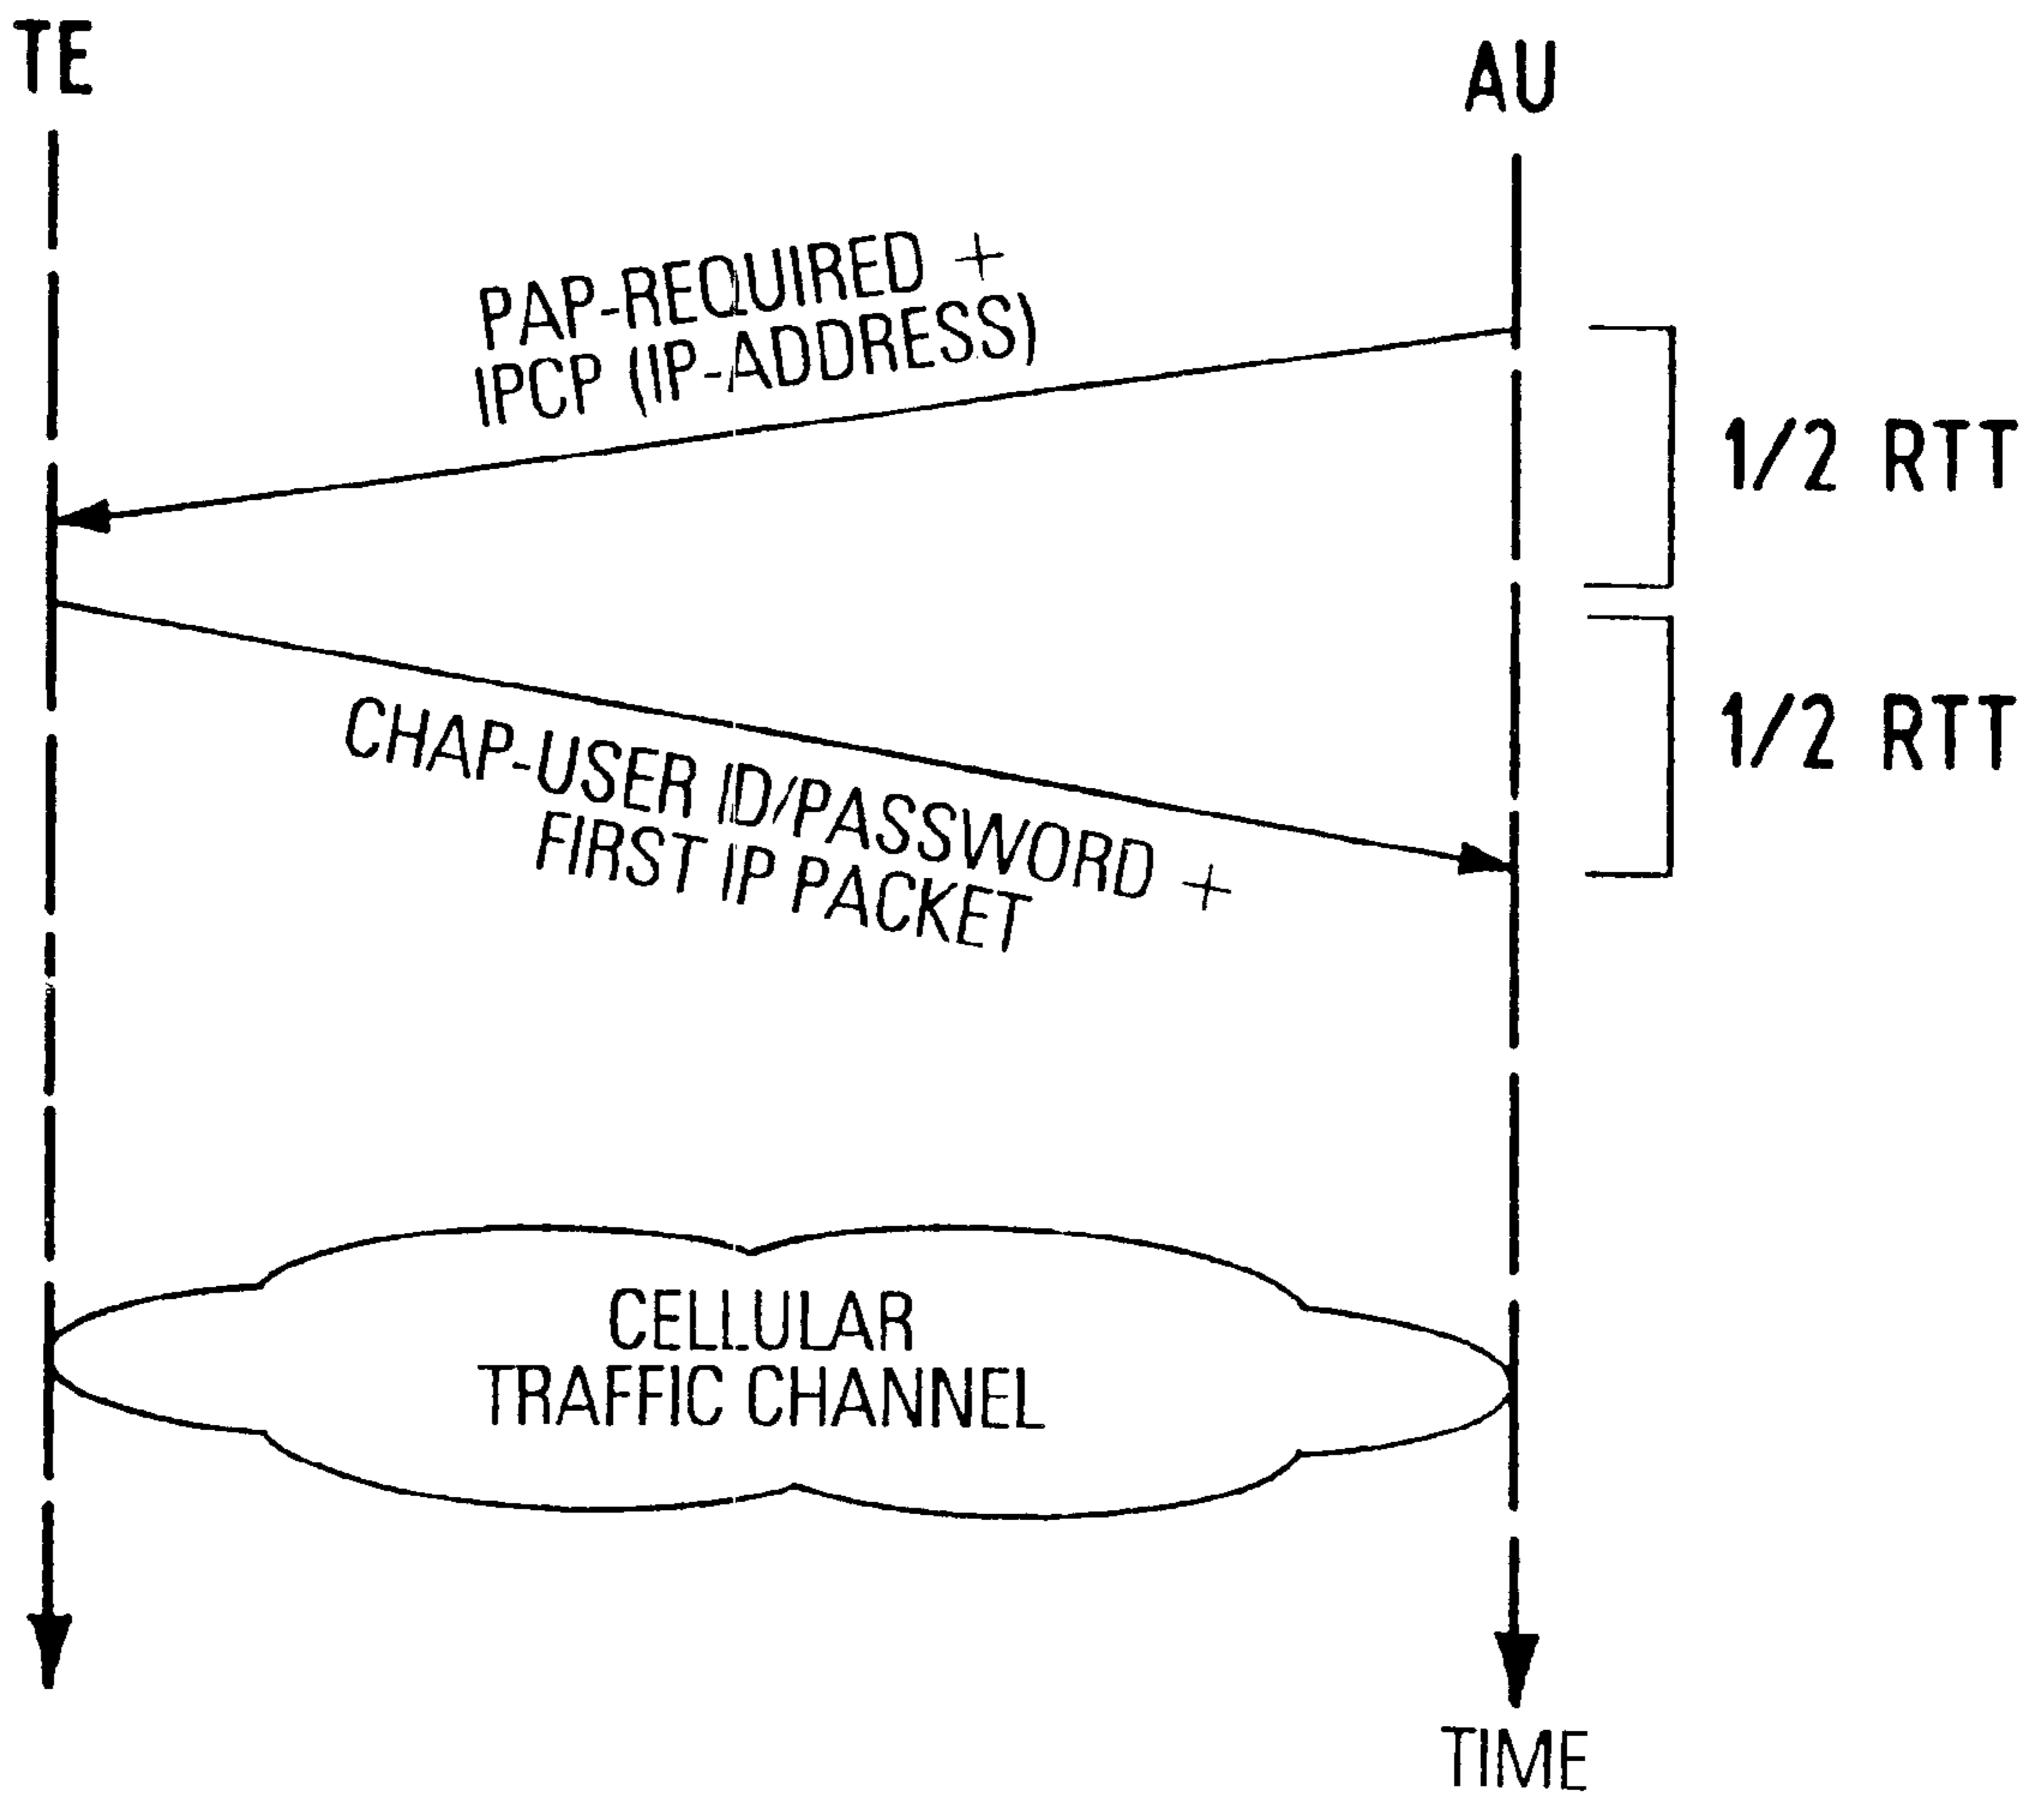 TE
AU
PAP-REQUIRED +
IPCP (IP-ADDRESS)
1/2 RTT
1/2 RTT
CHAP-USER ID/PASSWORD +
FIRST IP PACKET
CELLULAR
TRAFFIC CHANNEL
TIME